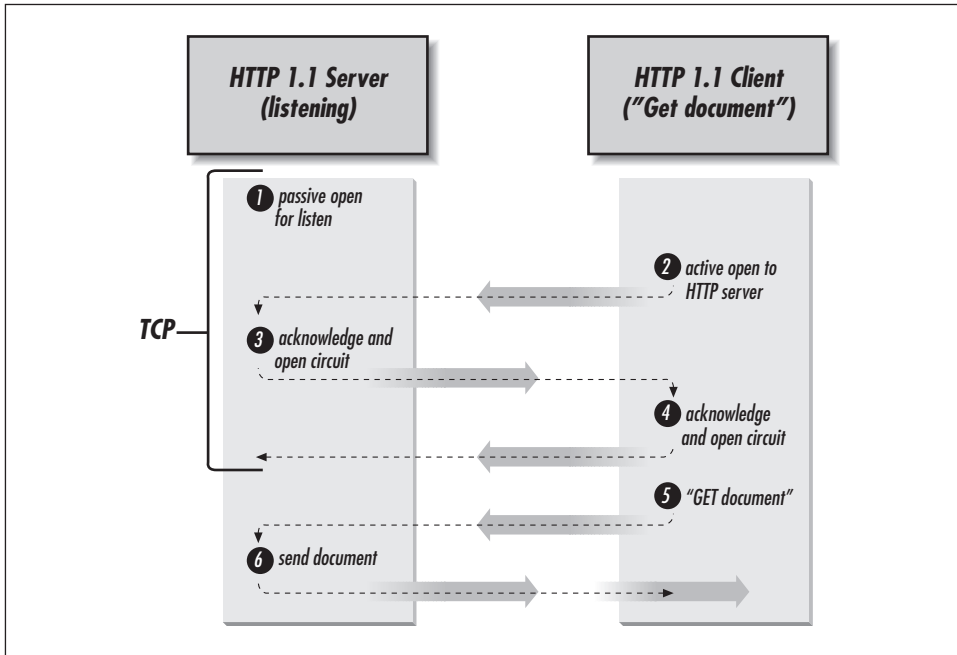 HTTP 1.1 Server
(listening)
HTTP 1.1 Client
("Get document")
1 passive open
for listen
2 active open to
HTTP server
TCP
3 acknowledge and
open circuit
4 acknowledge
and open circuit
5 “GET document”
6 send document